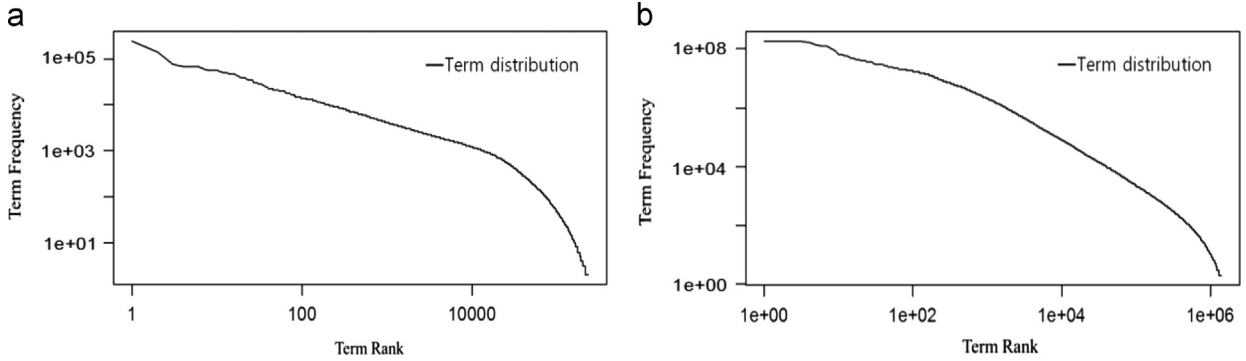 a
1e+05
1e+03
1e+01
Term Frequency
Term distribution
1
100
10000
Term Rank
b
1e+08
1e+04
1e+00
Term Frequency
Term distribution
1e+00
1e+02
1e+04
1e+06
Term Rank